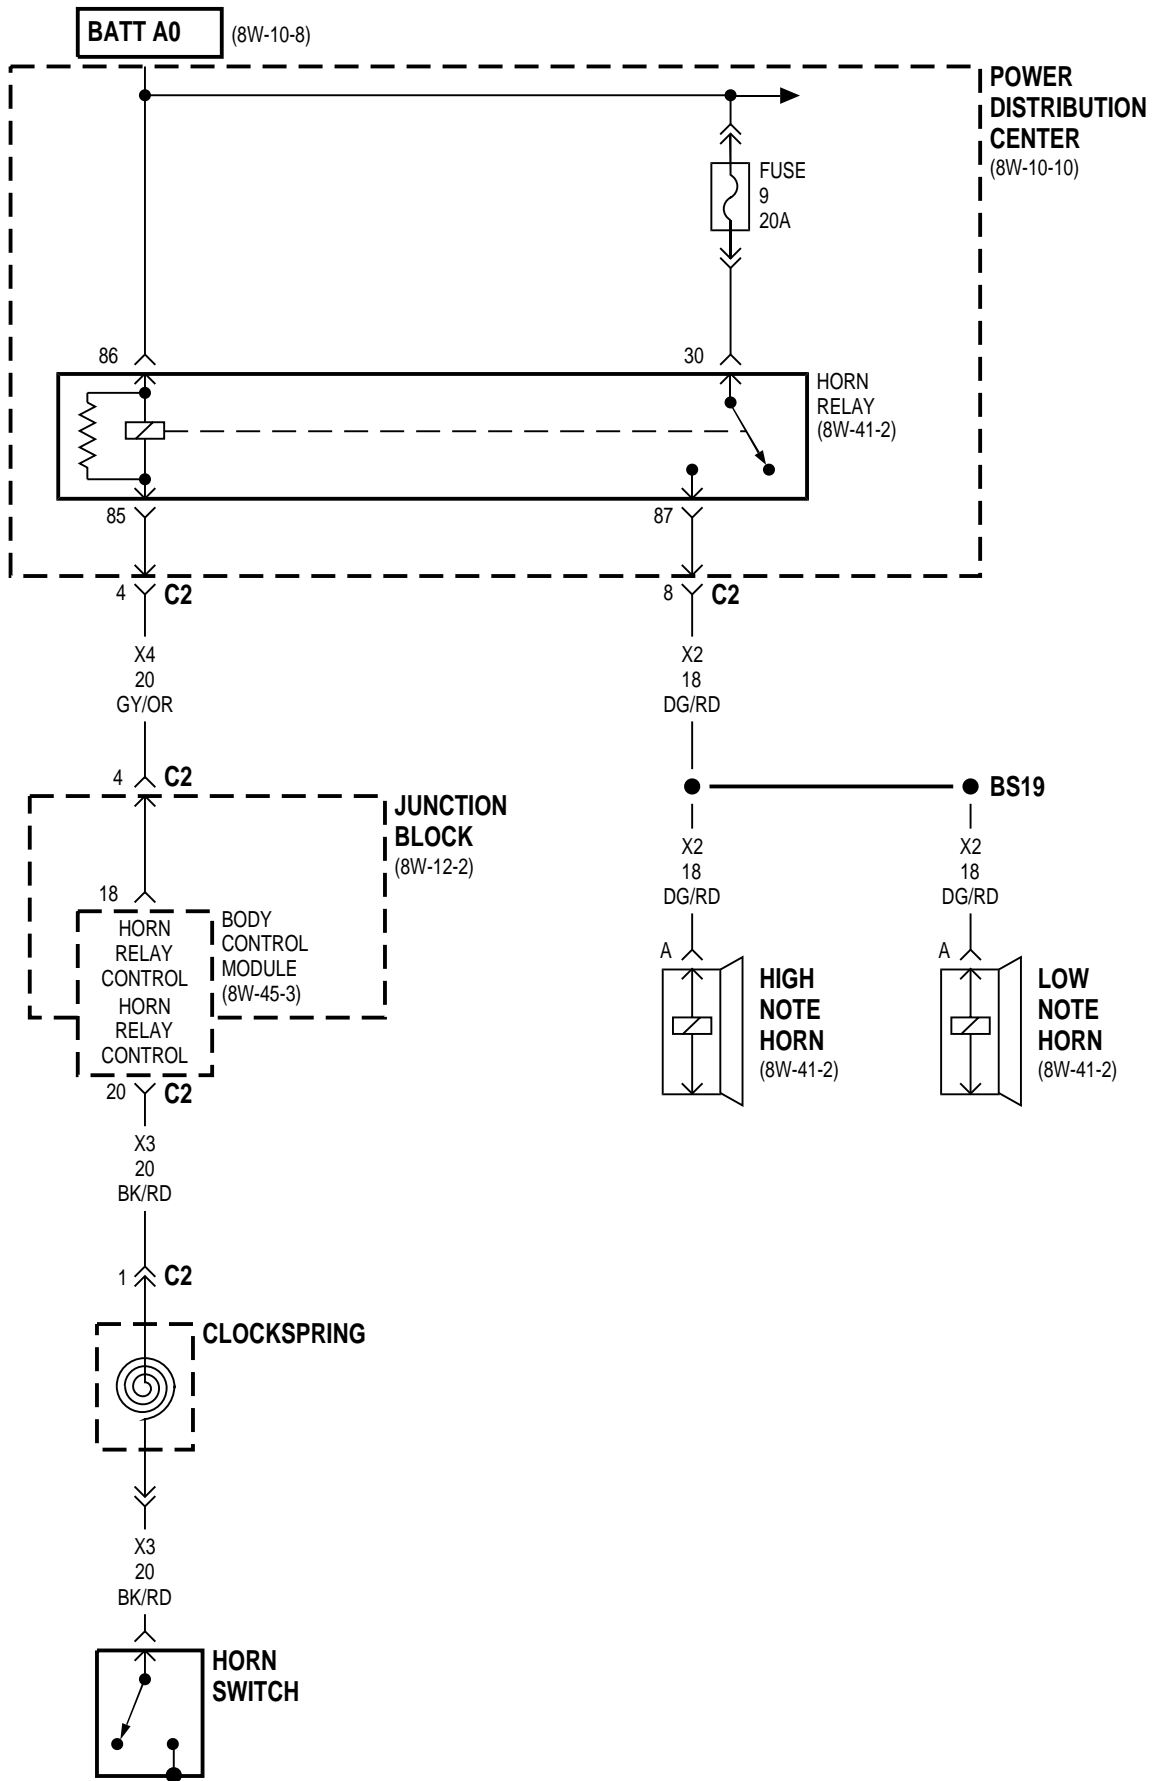 BATT A0 (8W-10-8)
POWER
DISTRIBUTION
CENTER
(8W-10-10)
FUSE
9
20A
86
30
HORN
RELAY
(8W-41-2)
85
87
4 C2
8 C2
X4
20
GY/OR
X2
18
DG/RD
4 C2
BS19
JUNCTION
BLOCK
(8W-12-2)
X2
18
DG/RD
X2
18
DG/RD
18
HORN
RELAY
CONTROL
HORN
RELAY
CONTROL
BODY
CONTROL
MODULE
(8W-45-3)
A
HIGH
NOTE
HORN
(8W-41-2)
A
LOW
NOTE
HORN
(8W-41-2)
20 C2
X3
20
BK/RD
1 C2
CLOCKSPRING
X3
20
BK/RD
HORN
SWITCH